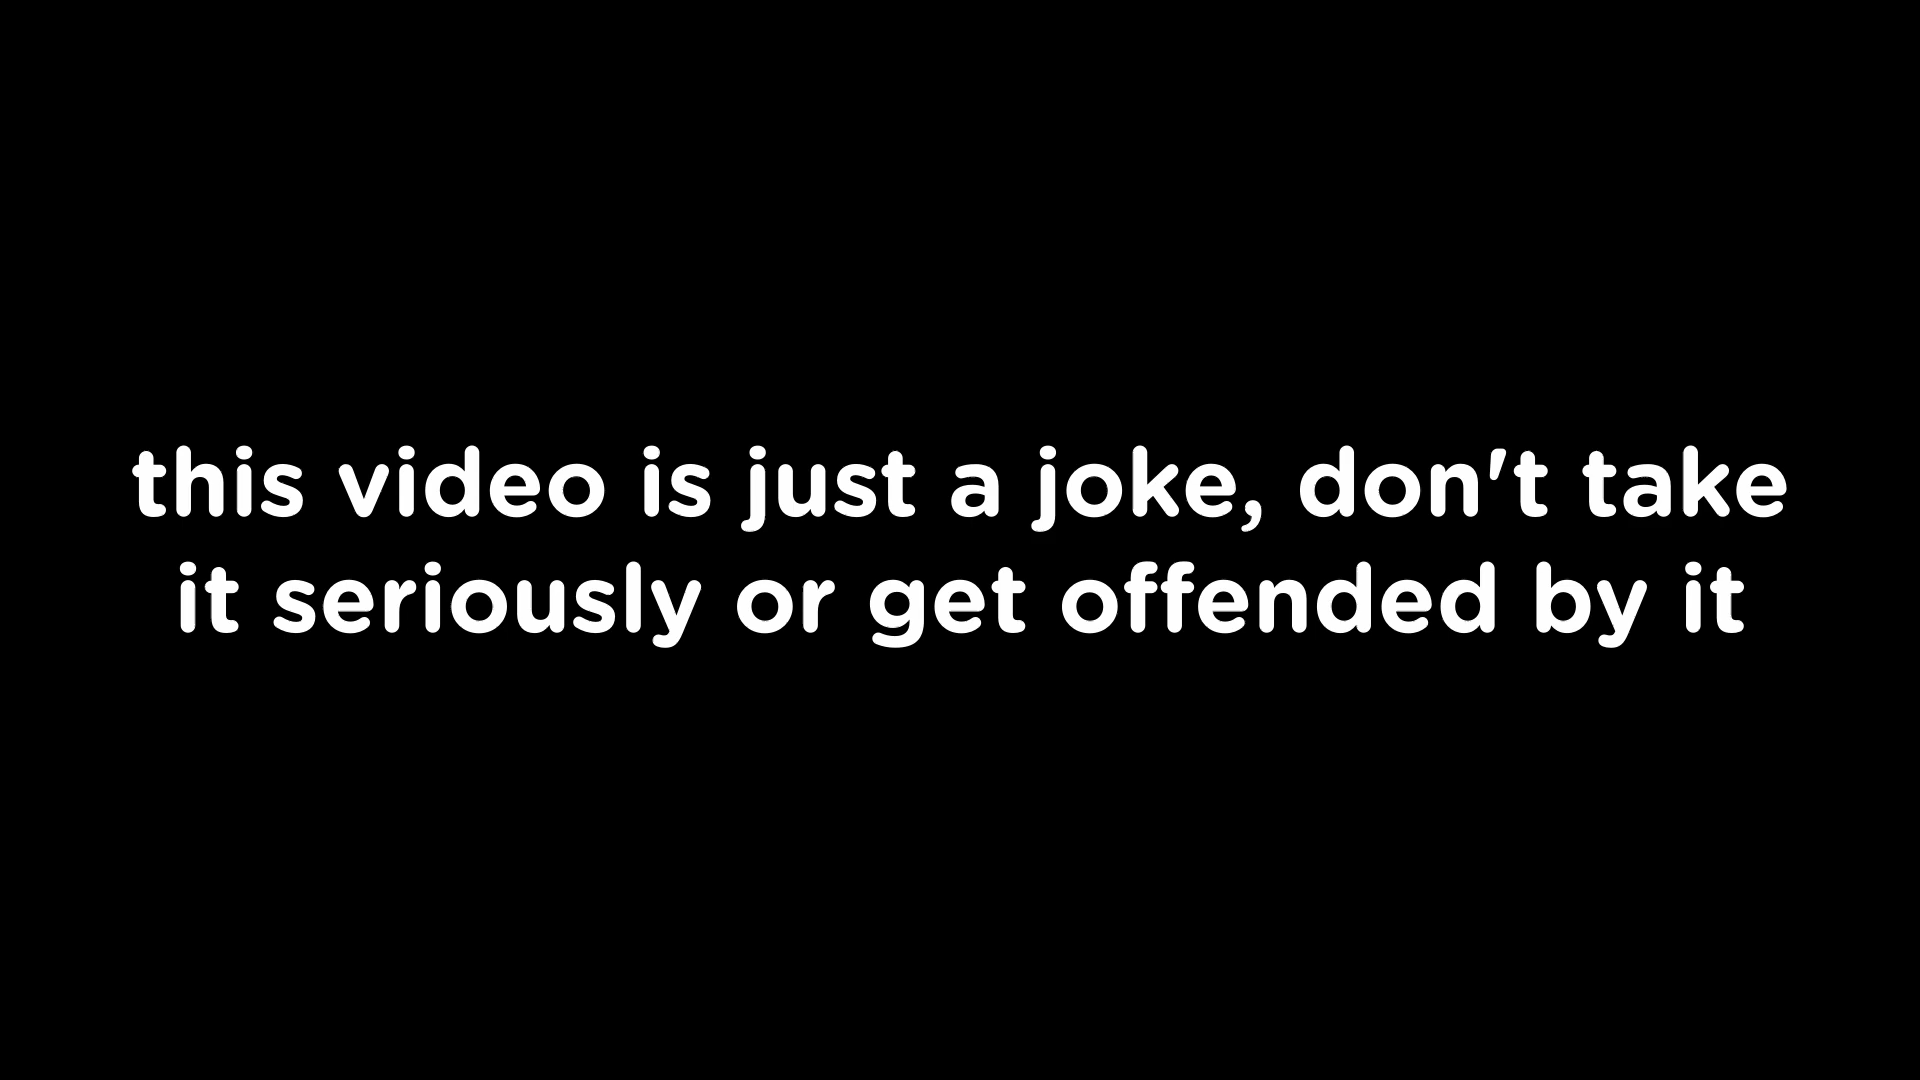 this video is just a joke, don't take
it seriously or get offended by it